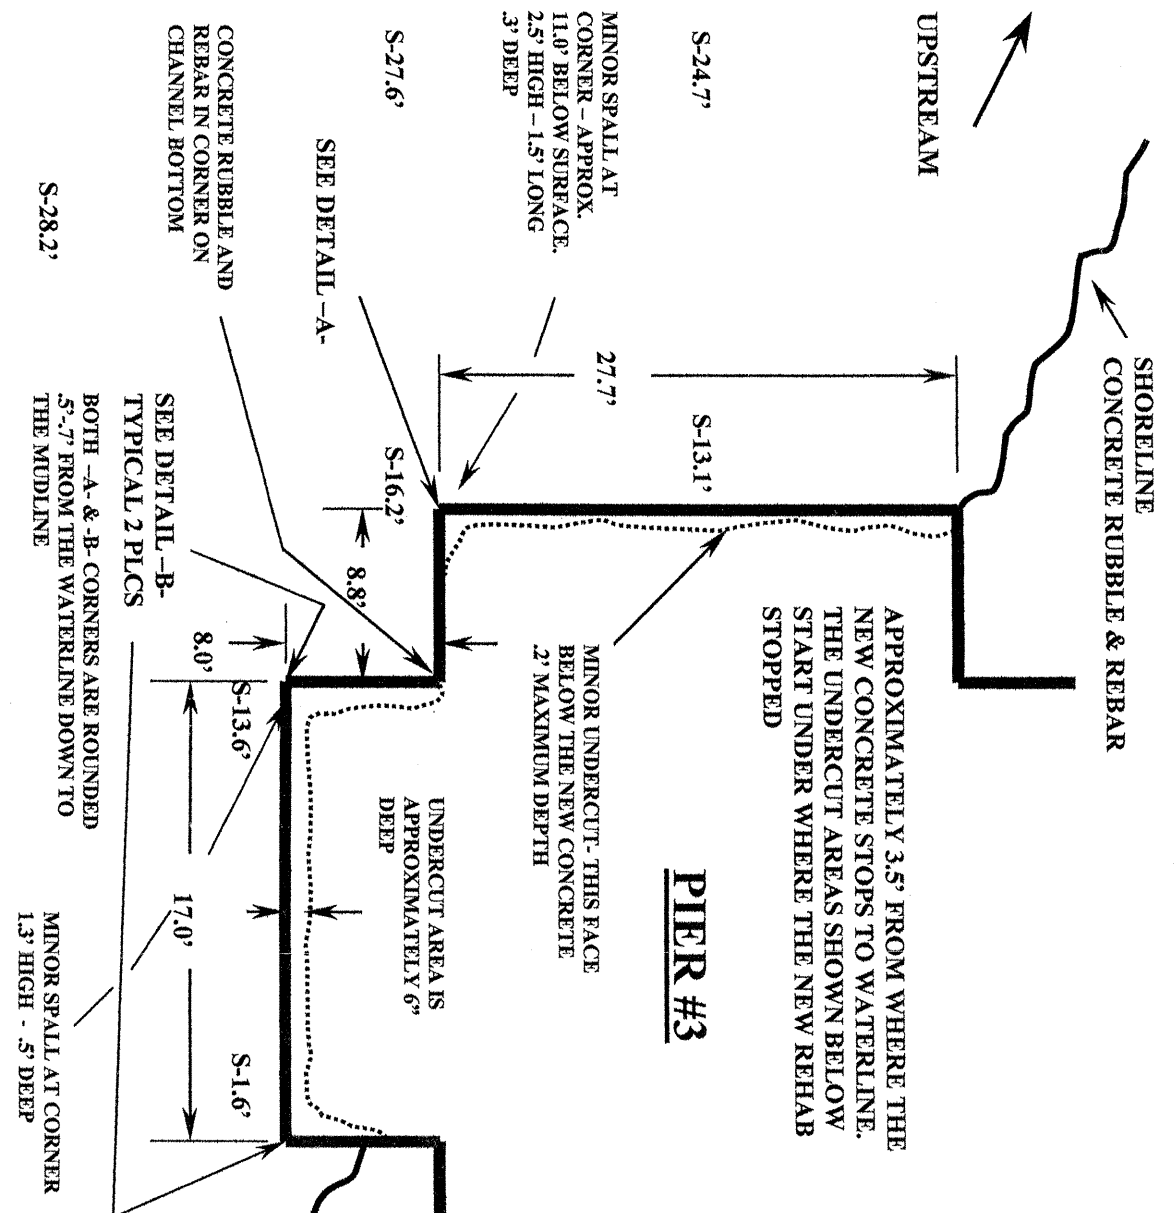 SHORELINE
CONCRETE RUBBLE & REBAR
UPSTREAM
APPROXIMATELY 3.5’ FROM WHERE THE
NEW CONCRETE STOPS TO WATERLINE.
THE UNDERCUT AREAS SHOWN BELOW
START UNDER WHERE THE NEW REHAB
STOPPED
S-24.7’
S-13.1’
PIER #3
27.7’
MINOR SPALL AT
CORNER – APPROX.
11.0’ BELOW SURFACE.
2.5’ HIGH – 1.5’ LONG
.3’ DEEP
MINOR UNDERCUT- THIS FACE
BELOW THE NEW CONCRETE
.2’ MAXIMUM DEPTH
S-27.6’
S-16.2’
UNDERCUT AREA IS
APPROXIMATELY 6”
DEEP
8.8’
SEE DETAIL –A-
CONCRETE RUBBLE AND
REBAR IN CORNER ON
CHANNEL BOTTOM
8.0’
S-13.6’
S-1.6’
17.0’
SEE DETAIL –B-
TYPICAL 2 PLCS
BOTH –A- & -B- CORNERS ARE ROUNDED
.5’-.7’ FROM THE WATERLINE DOWN TO
THE MUDLINE
S-28.2’
MINOR SPALL AT CORNER
1.3’ HIGH - .5’ DEEP